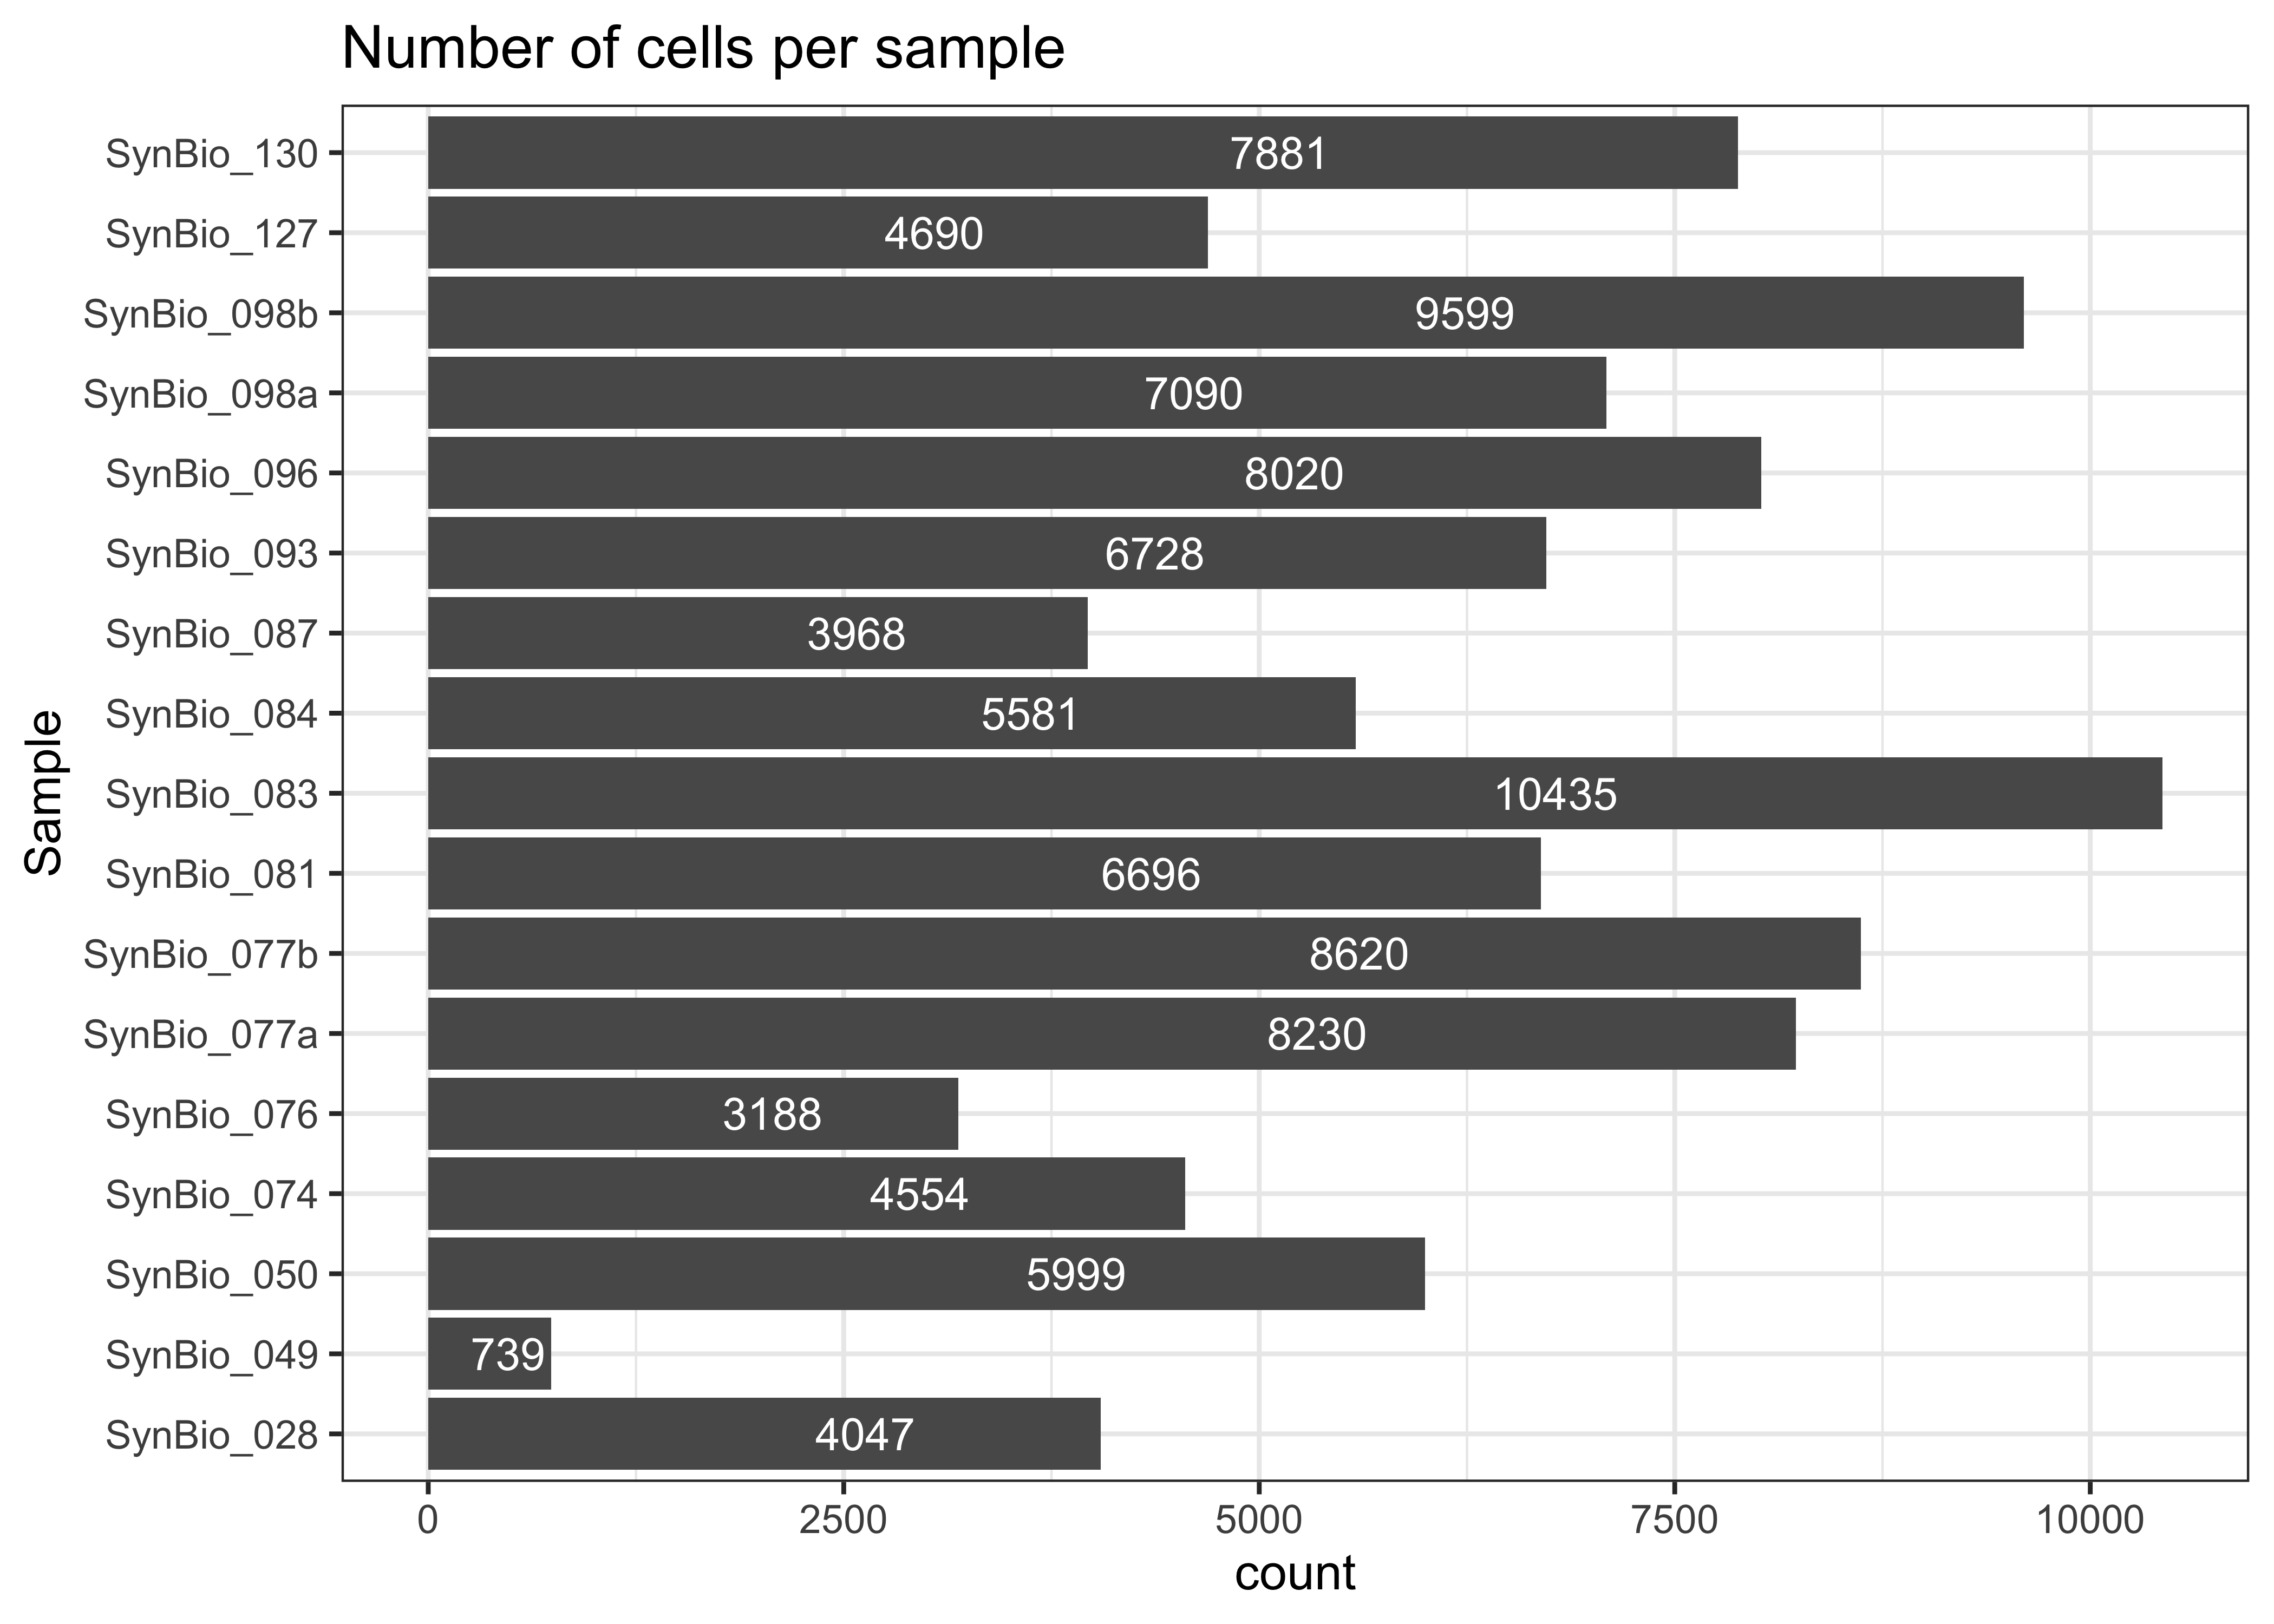 Number of cells per sample
SynBio_130 7881
SynBio_127 4690
SynBio_098b 9599
SynBio_098a 7090
SynBio_096 8020
SynBio_093 6728
SynBio_087 3968
SynBio_084 5581
SynBio_083 10435
SynBio_081 6696
SynBio_077b 8620
SynBio_077a 8230
SynBio_076 3188
SynBio_074 4554
SynBio_050 5999
SynBio_049 739
SynBio_028 4047
Sample
0 2500 5000 7500 10000
count